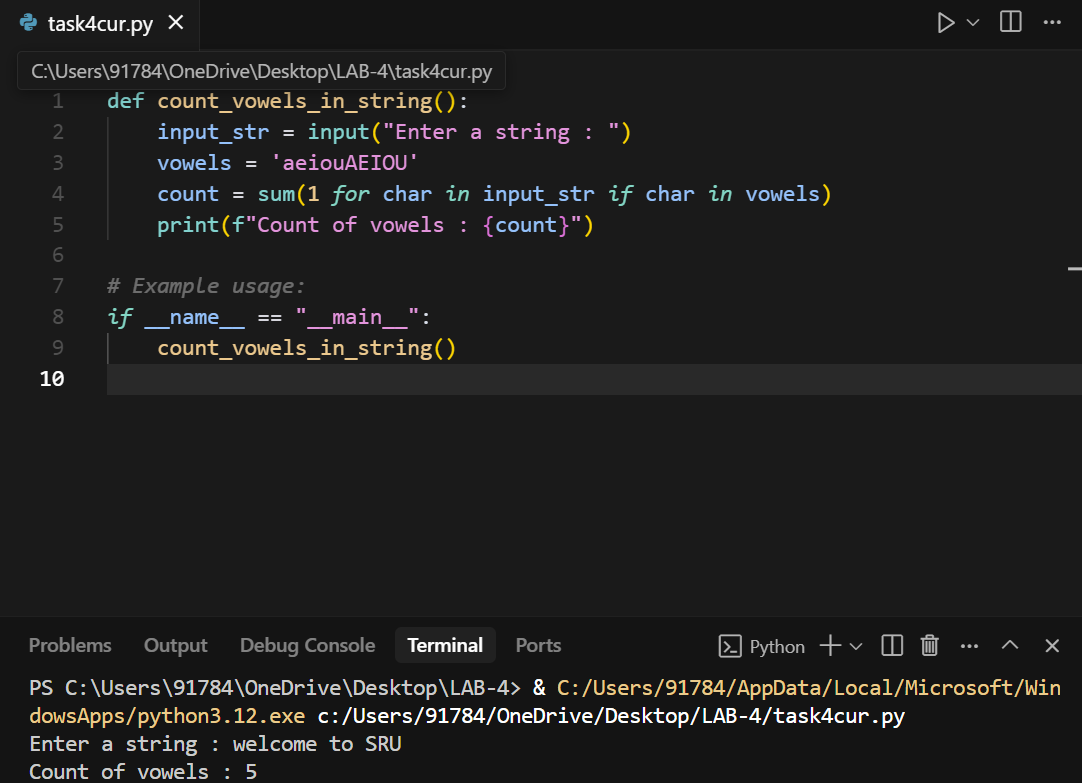 task4cur.py
C:\Users\91784\OneDrive\Desktop\LAB-4\task4cur.py
1 def count_vowels_in_string():
2     input_str = input("Enter a string : ")
3     vowels = 'aeiouAEIOU'
4     count = sum(1 for char in input_str if char in vowels)
5     print(f"Count of vowels : {count}")
6
7 # Example usage:
8 if __name__ == "__main__":
9     count_vowels_in_string()
10
Problems Output Debug Console Terminal Ports Python
PS C:\Users\91784\OneDrive\Desktop\LAB-4> & C:/Users/91784/AppData/Local/Microsoft/Win
dowsApps/python3.12.exe c:/Users/91784/OneDrive/Desktop/LAB-4/task4cur.py
Enter a string : welcome to SRU
Count of vowels : 5